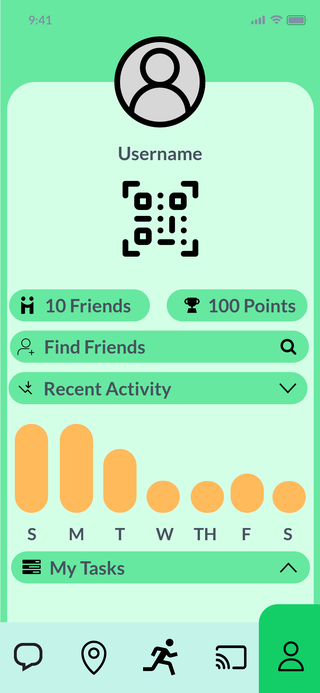 9:41
Username
10 Friends 100 Points
Find Friends
Recent Activity
S M T W TH F S
My Tasks